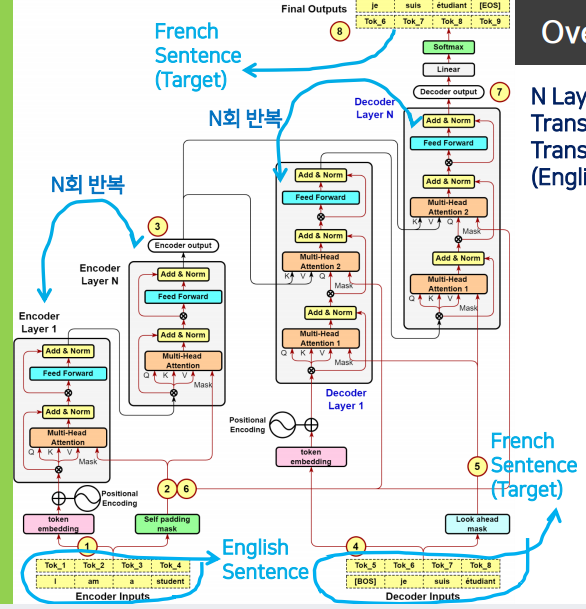 Final Outputs
je suis étudiant [EOS]
Tok_6 Tok_7 Tok_8 Tok_9
8
Softmax
Linear
Decoder output
7
French
Sentence
(Target)
N회 반복
Decoder
Layer N
Add & Norm
Feed Forward
Add & Norm
Multi-Head
Attention 2
K V Q
Mask
Add & Norm
Multi-Head
Attention 1
Q K V
Mask
Add & Norm
Feed Forward
Add & Norm
Multi-Head
Attention 2
K V Q
Mask
Add & Norm
Multi-Head
Attention 1
Q K V
Mask
Decoder
Layer 1
N회 반복
3
Encoder output
Encoder
Layer N
Add & Norm
Feed Forward
Add & Norm
Multi-Head
Attention
Q K V
Mask
Encoder
Layer 1
Add & Norm
Feed Forward
Add & Norm
Multi-Head
Attention
Q K V
Mask
Positional
Encoding
token
embedding
2 6
Self padding
mask
1
English
Sentence
Tok_1 Tok_2 Tok_3 Tok_4
I am a student
Encoder Inputs
Positional
Encoding
token
embedding
5
French
Sentence
(Target)
Look ahead
mask
4
Tok_5 Tok_6 Tok_7 Tok_8
[BOS] je suis étudiant
Decoder Inputs
Ove
N Lay
Trans
Trans
(Engli